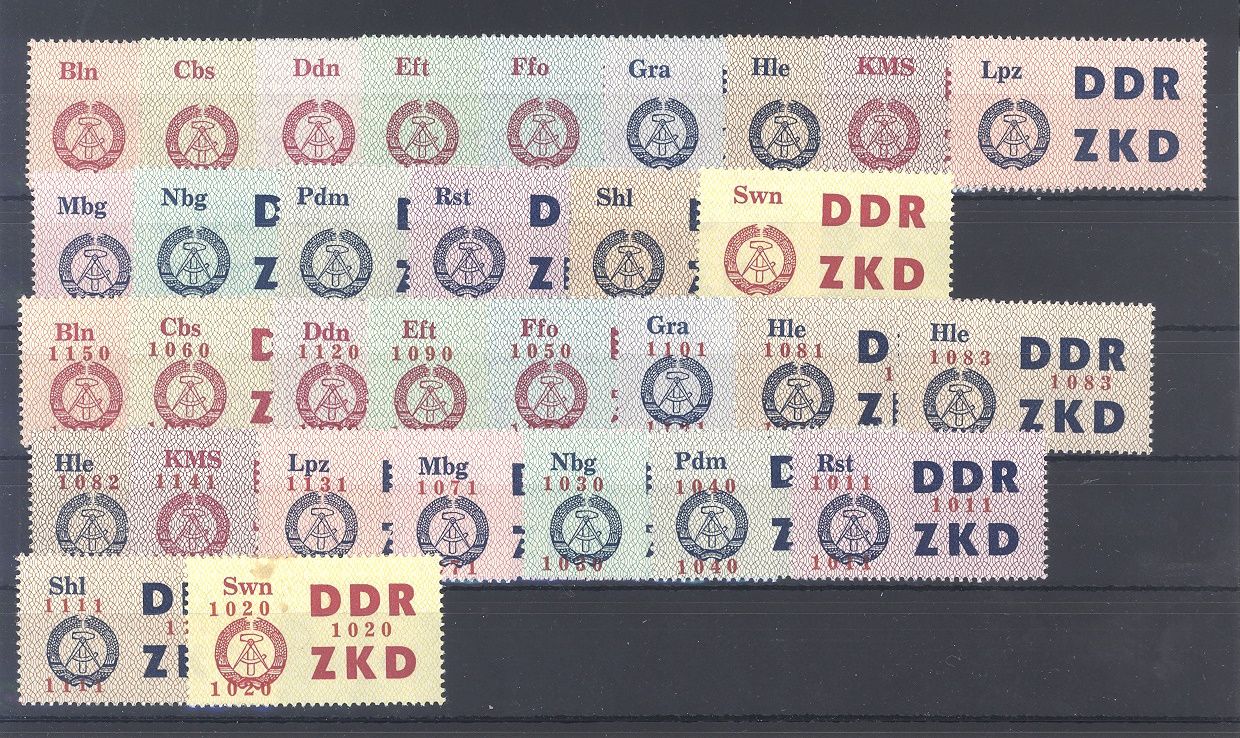 Bln Cbs Ddn Eft Ffo Gra Hle KMS Lpz DDR
ZKD
Mbg Nbg D Pdm Rst D Shl Swn DDR
Z Z ZKD
Bln Cbs Ddn Eft Ffo Gra Hle D Hle DDR
1150 1060 1120 1090 1050 1101 1081 1083 1083
Z Z ZKD
Hle KMS Lpz Mbg Nbg Pdm Rst DDR
1082 1141 1131 1071 1030 1040 1011 1011
1030 1040 1011 ZKD
Shl D Swn DDR
1111 1020 1020
Z ZKD
1111 1020